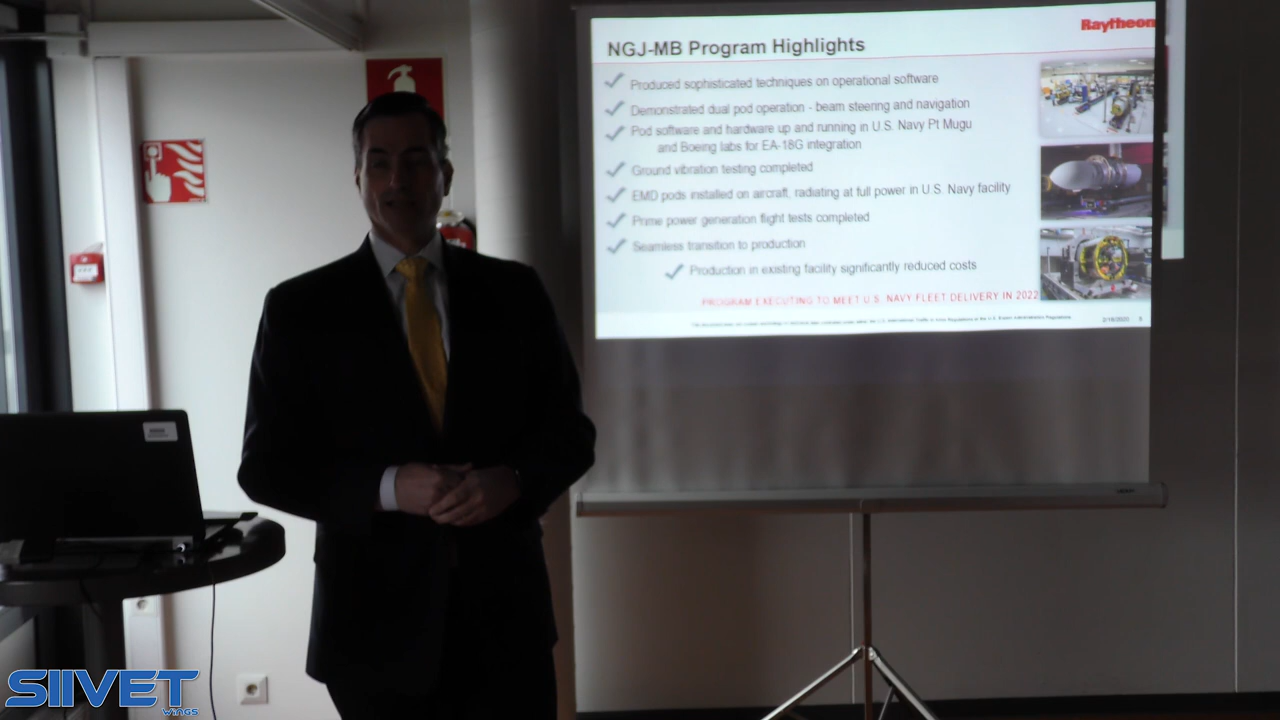 Raytheon
NGJ-MB Program Highlights
Produced sophisticated techniques on operational software
Demonstrated dual pod operation - beam steering and navigation
Pod software and hardware up and running in U.S. Navy Pt Mugu
and Boeing labs for EA-18G integration
Ground vibration testing completed
EMD pods installed on aircraft, radiating at full power in U.S. Navy facility
Prime power generation flight tests completed
Seamless transition to production
Production in existing facility significantly reduced costs
PROGRAM EXECUTING TO MEET U.S. NAVY FLEET DELIVERY IN 2022
5
SIIVET
WINGS